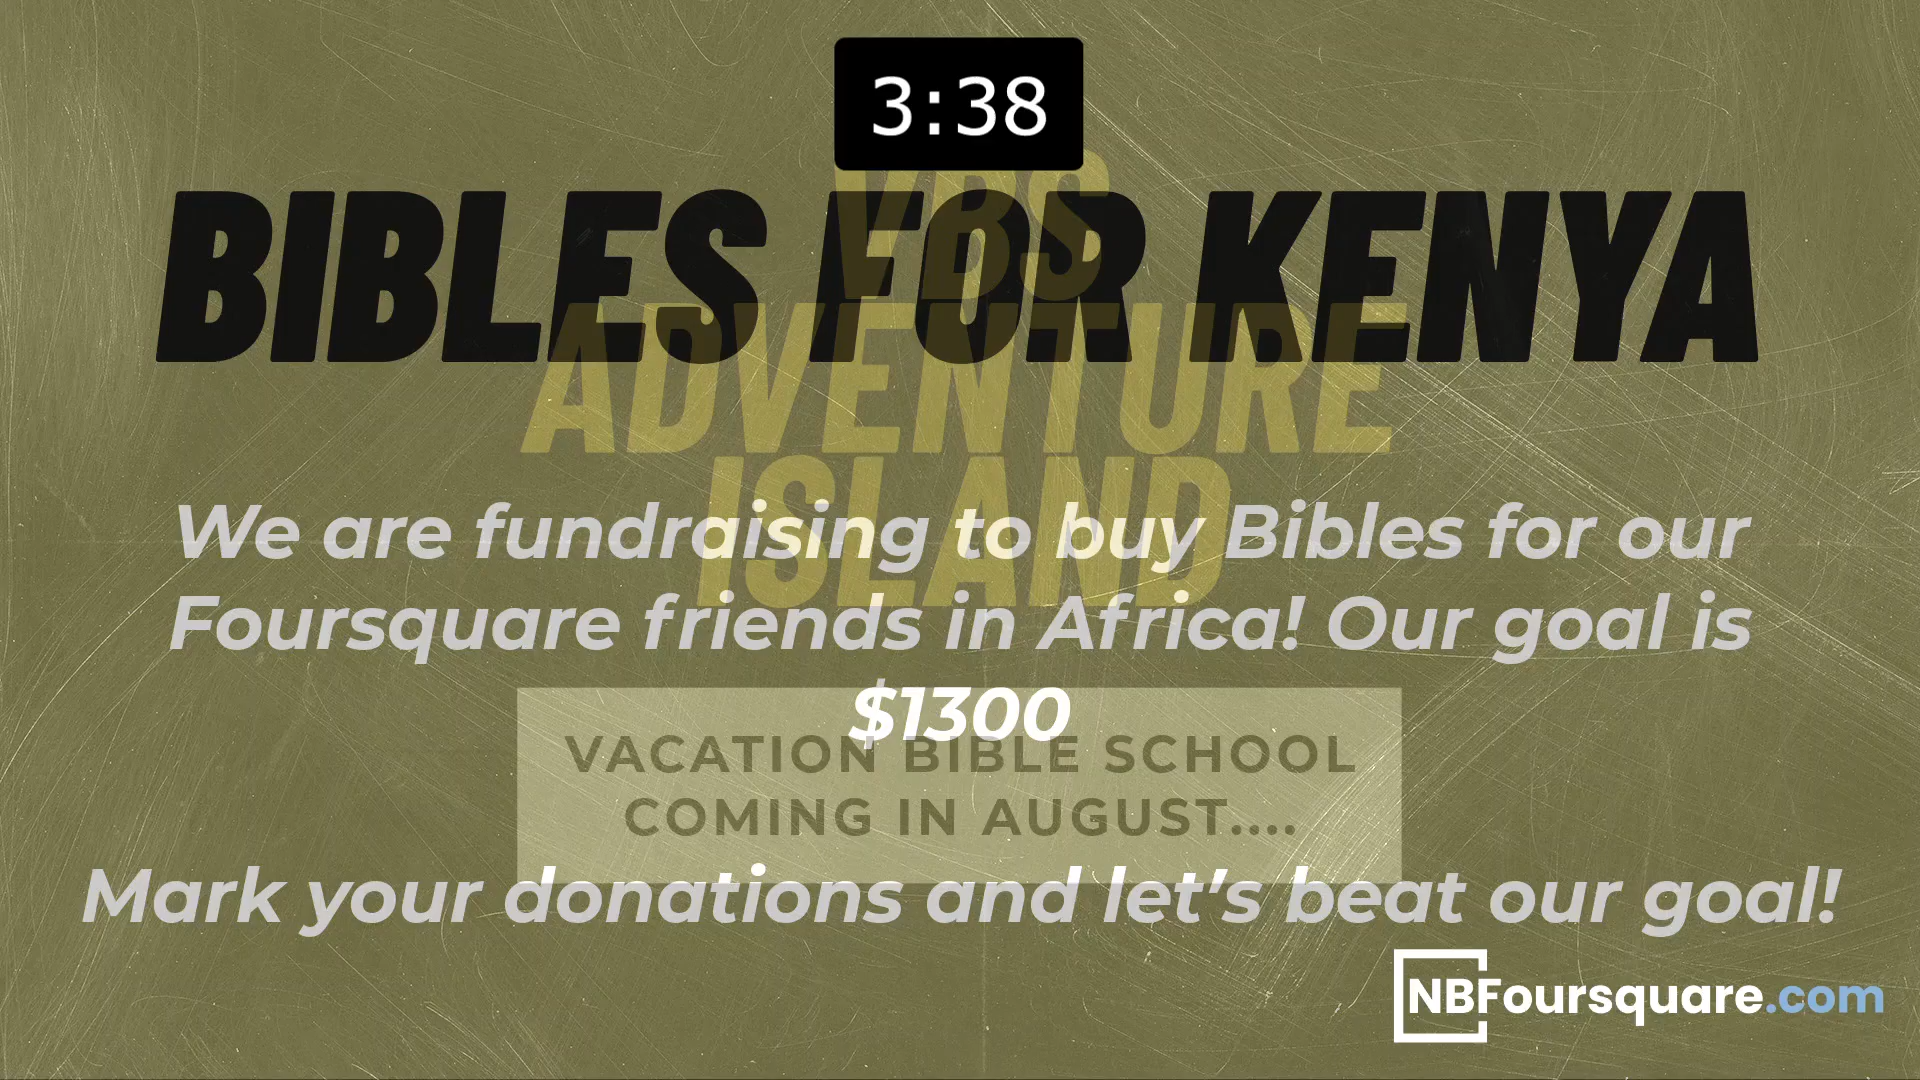 3:38
BIBLES FOR KENYA
VBS
ADVENTURE
ISLAND
We are fundraising to buy Bibles for our
Foursquare friends in Africa! Our goal is
$1300
VACATION BIBLE SCHOOL
COMING IN AUGUST....
Mark your donations and let’s beat our goal!
NBFoursquare.com